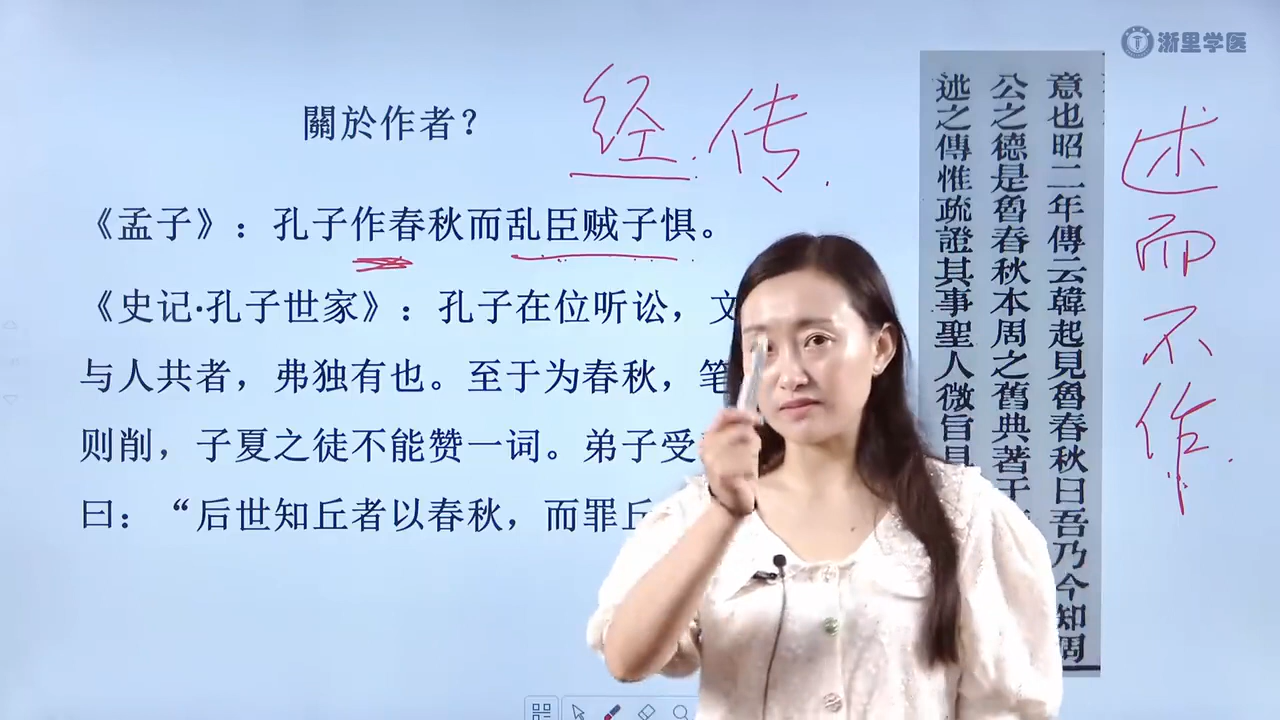 浙里学医
關於作者？
经.传.
《孟子》：孔子作春秋而乱臣贼子惧。
《史记·孔子世家》：孔子在位听讼，文
与人共者，弗独有也。至于为春秋，笔
则削，子夏之徒不能赞一词。弟子受
曰：“后世知丘者以春秋，而罪丘
意也昭二年傳云韓起見魯春秋曰吾乃今知周
公之德是魯春秋本周之舊典著于
述之傳惟疏證其事聖人微旨具
述而不作.